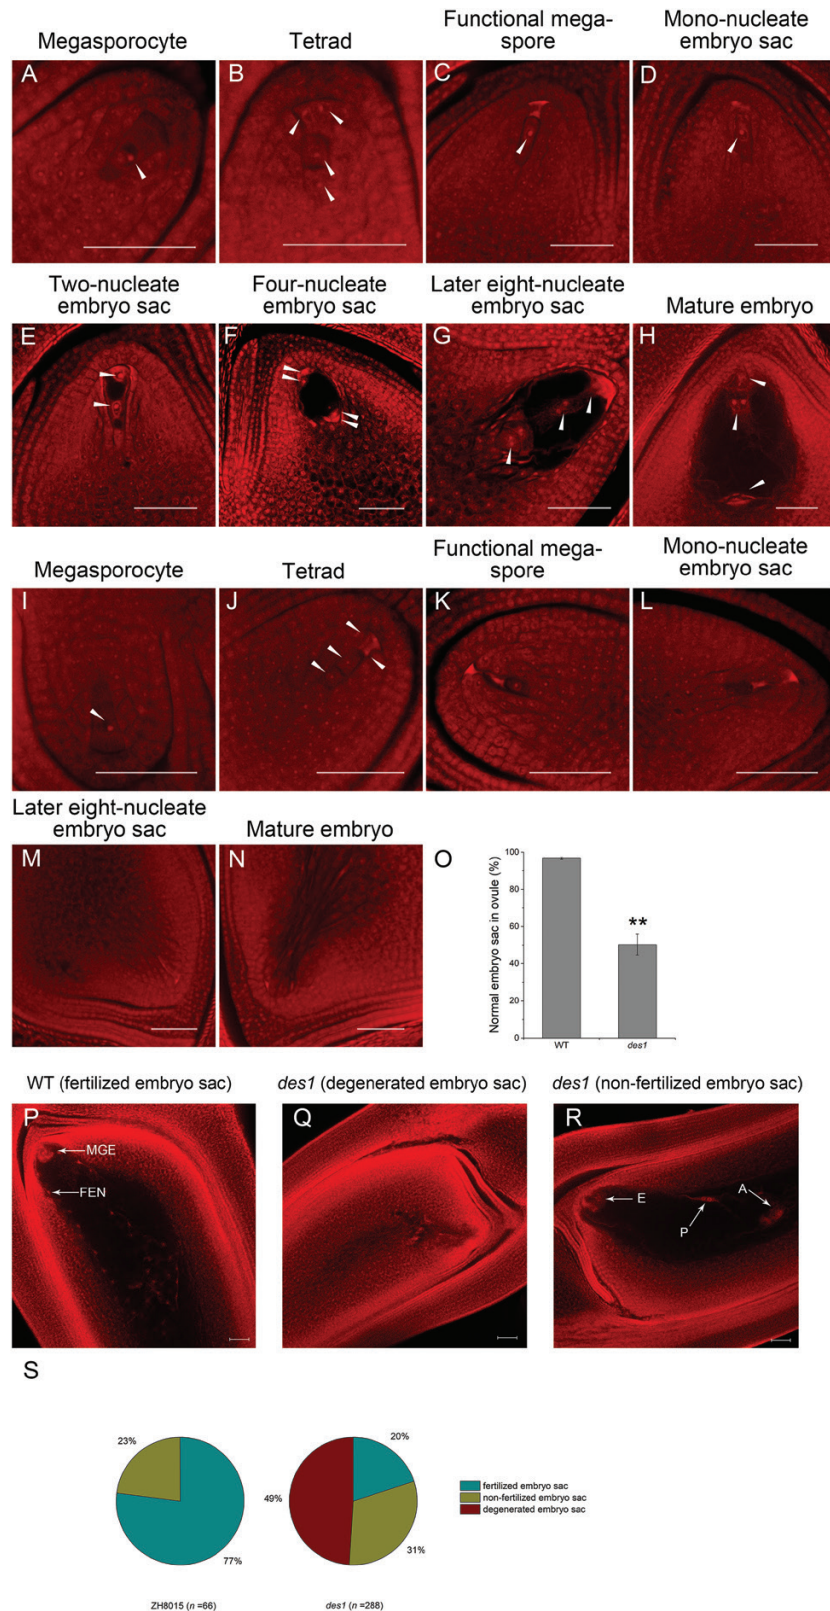 Megasporocyte
Tetrad
Functional mega-
spore
Mono-nucleate
embryo sac
A
B
C
D
Two-nucleate
embryo sac
Four-nucleate
embryo sac
Later eight-nucleate
embryo sac
Mature embryo
E
F
G
H
Megasporocyte
Tetrad
Functional mega-
spore
Mono-nucleate
embryo sac
I
J
K
L
Later eight-nucleate
embryo sac
Mature embryo
M
N
O
Normal embryo sac in ovule (%)
100
80
60
40
20
0
**
WT
des1
WT (fertilized embryo sac)
des1 (degenerated embryo sac)
des1 (non-fertilized embryo sac)
P
MGE
FEN
Q
R
E
P
A
S
23%
77%
20%
49%
31%
fertilized embryo sac
non-fertilized embryo sac
degenerated embryo sac
ZH8015 (n =66)
des1 (n =288)